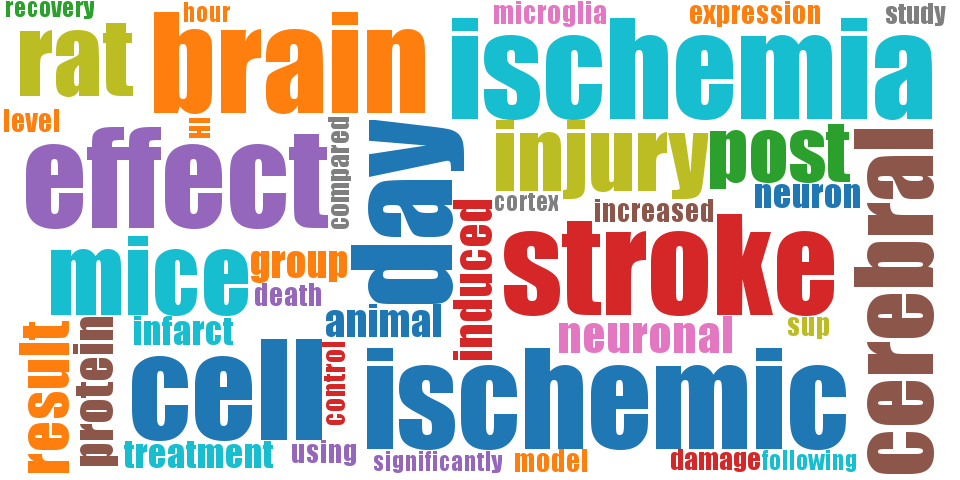 recovery
hour
microglia
expression
study
rat
brain
ischemia
level
HI
compared
effect
day
injury
post
cerebral
neuron
cortex
increased
mice
group
death
induced
stroke
animal
infarct
neuronal
sup
result
protein
cell
control
ischemic
treatment
using
significantly
model
damage
following